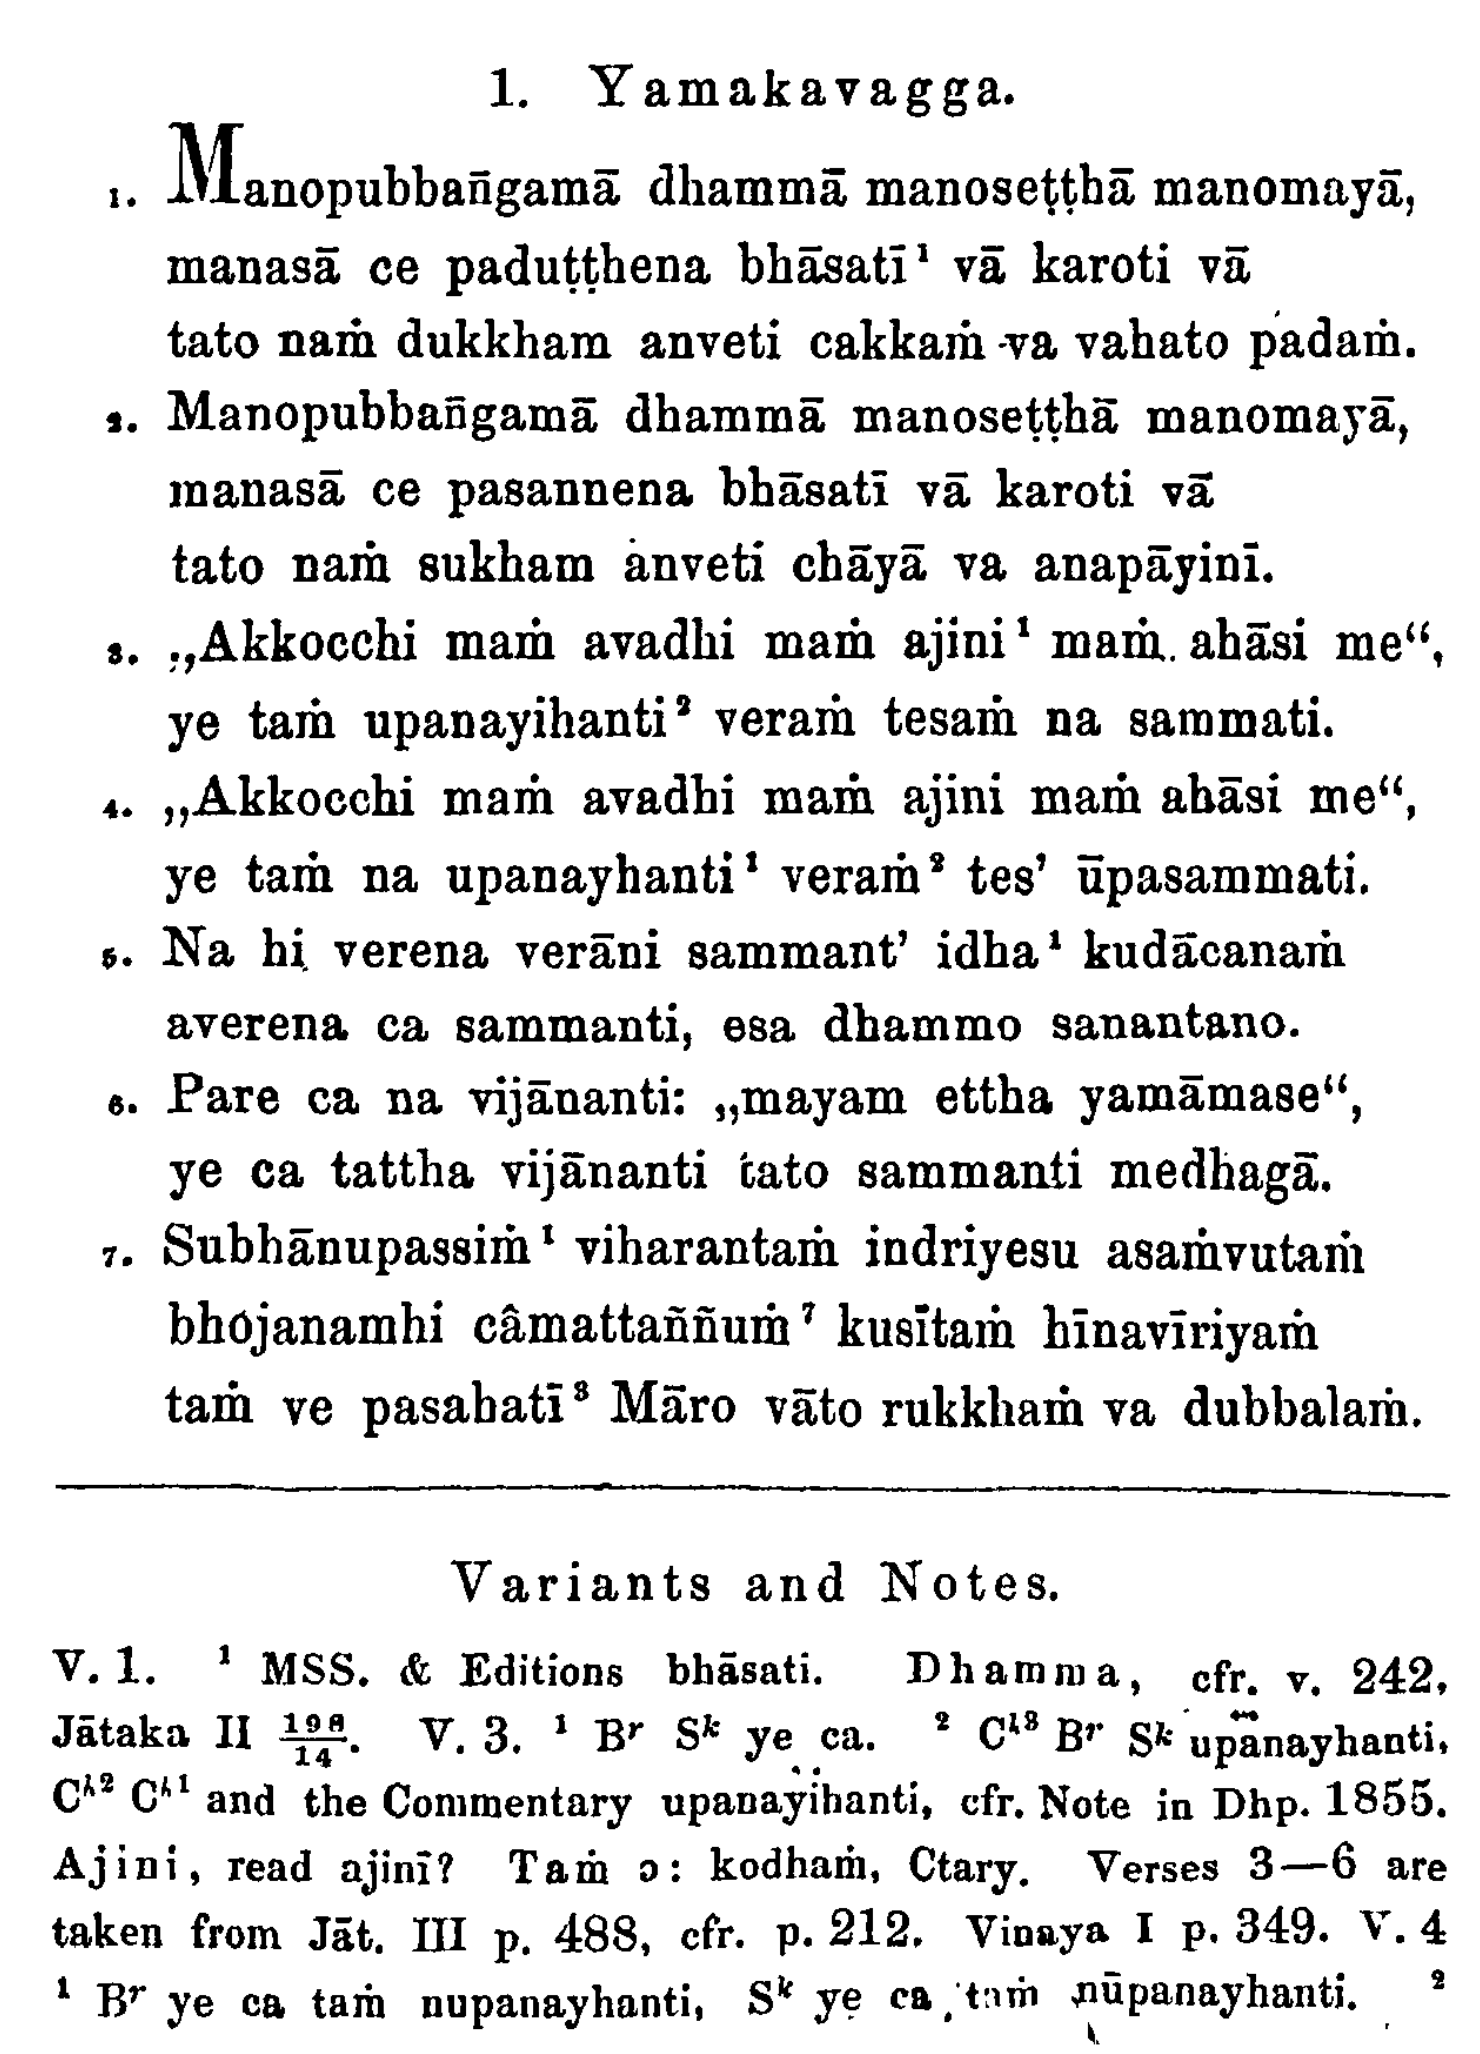 1. Yamakavagga.
1. Manopubban̄gamā dhammā manoseṭṭhā manomayā,
manasā ce paduṭṭhena bhāsatī¹ vā karoti vā
tato naṁ dukkham anveti cakkaṁ va vahato padaṁ.
2. Manopubban̄gamā dhammā manoseṭṭhā manomayā,
manasā ce pasannena bhāsatī vā karoti vā
tato naṁ sukham anveti chāyā va anapāyinī.
3. „Akkocchi maṁ avadhi maṁ ajini¹ maṁ ahāsi me“,
ye taṁ upanayihanti² veraṁ tesaṁ na sammati.
4. „Akkocchi maṁ avadhi maṁ ajini maṁ ahāsi me“,
ye taṁ na upanayhanti¹ veraṁ² tes’ ūpasammati.
5. Na hi verena verāni sammant’ idha¹ kudācanaṁ
averena ca sammanti, esa dhammo sanantano.
6. Pare ca na vijānanti: „mayam ettha yamāmase“,
ye ca tattha vijānanti tato sammanti medhagā.
7. Subhānupassiṁ¹ viharantaṁ indriyesu asaṁvutaṁ
bhojanamhi câmattaññuṁ⁷ kusītaṁ hīnavīriyaṁ
taṁ ve pasahatī³ Māro vāto rukkhaṁ va dubbalaṁ.
Variants and Notes.
V. 1. ¹ MSS. & Editions bhāsati. Dhamma, cfr. v. 242,
Jātaka II 198/14. V. 3. ¹ Bʳ Sᵏ ye ca. ² Cᵏ³ Bʳ Sᵏ upanayhanti,
Cᵏ² Cᵏ¹ and the Commentary upanayihanti, cfr. Note in Dhp. 1855.
Ajini, read ajinī? Taṁ ɔ: kodhaṁ, Ctary. Verses 3—6 are
taken from Jāt. III p. 488, cfr. p. 212. Vinaya I p. 349. V. 4
¹ Bʳ ye ca taṁ nupanayhanti, Sᵏ ye ca taṁ nūpanayhanti. ²